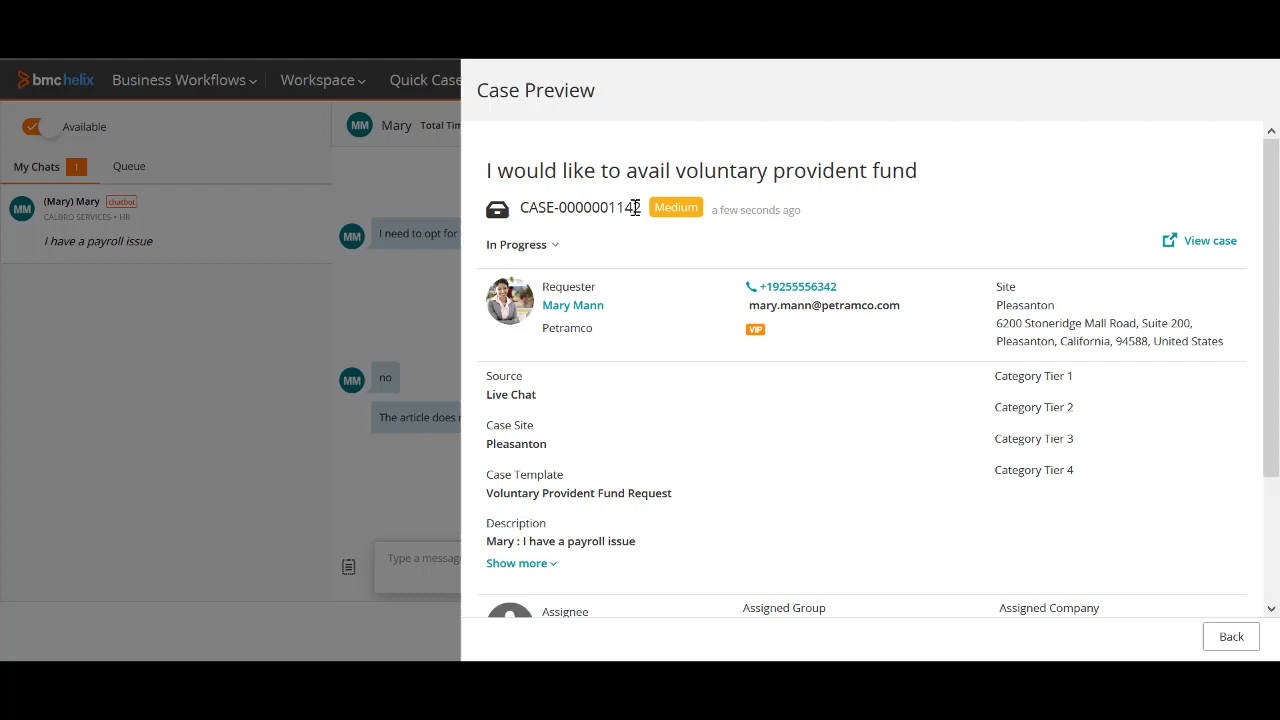 bmchelix Business Workflows Workspace Quick Case
Available
My Chats 1 Queue
MM (Mary) Mary chatbot
CALBRO SERVICES • HR
I have a payroll issue
MM Mary Total
MM I need to opt for
MM no
The article does
Type a message
Case Preview
I would like to avail voluntary provident fund
CASE-0000001142 Medium a few seconds ago
In Progress
View case
Requester
Mary Mann
Petramco
+19255556342
mary.mann@petramco.com
VIP
Site
Pleasanton
6200 Stoneridge Mall Road, Suite 200,
Pleasanton, California, 94588, United States
Source
Live Chat
Case Site
Pleasanton
Case Template
Voluntary Provident Fund Request
Description
Mary : I have a payroll issue
Show more
Category Tier 1
Category Tier 2
Category Tier 3
Category Tier 4
Assignee
Assigned Group
Assigned Company
Back